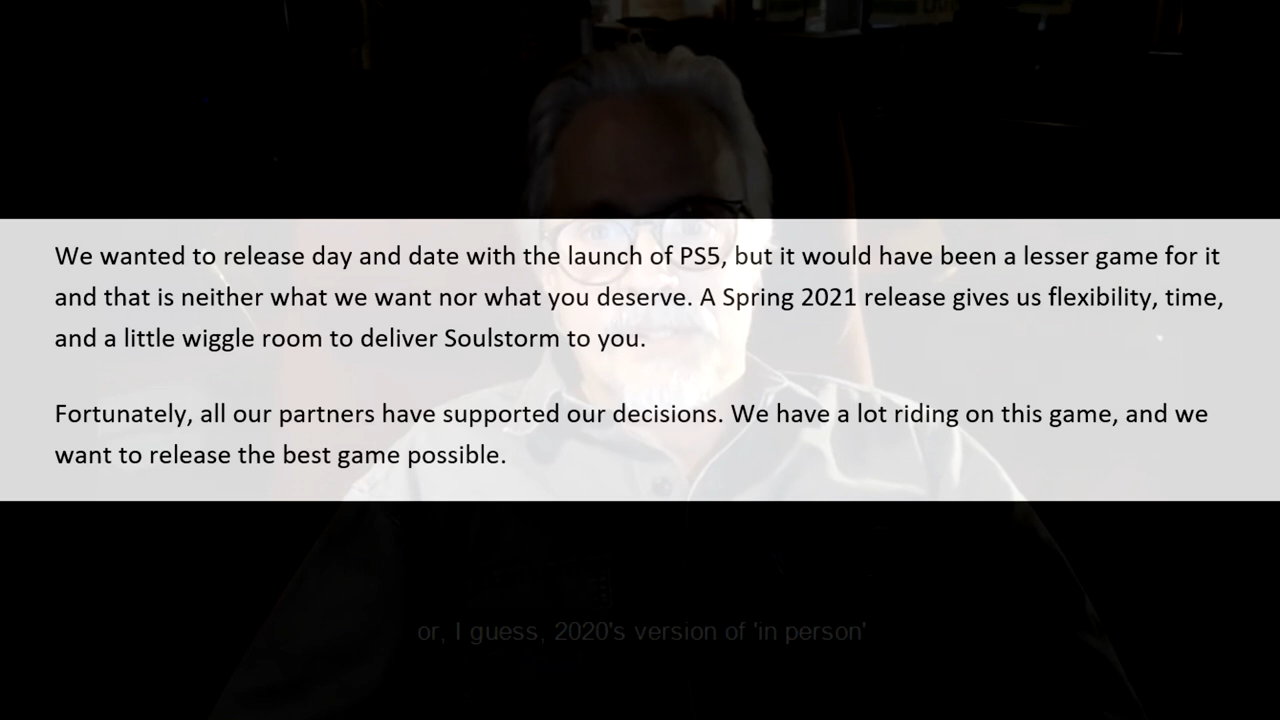 We wanted to release day and date with the launch of PS5, but it would have been a lesser game for it
and that is neither what we want nor what you deserve. A Spring 2021 release gives us flexibility, time,
and a little wiggle room to deliver Soulstorm to you.
Fortunately, all our partners have supported our decisions. We have a lot riding on this game, and we
want to release the best game possible.
or, I guess, 2020's version of 'in person'